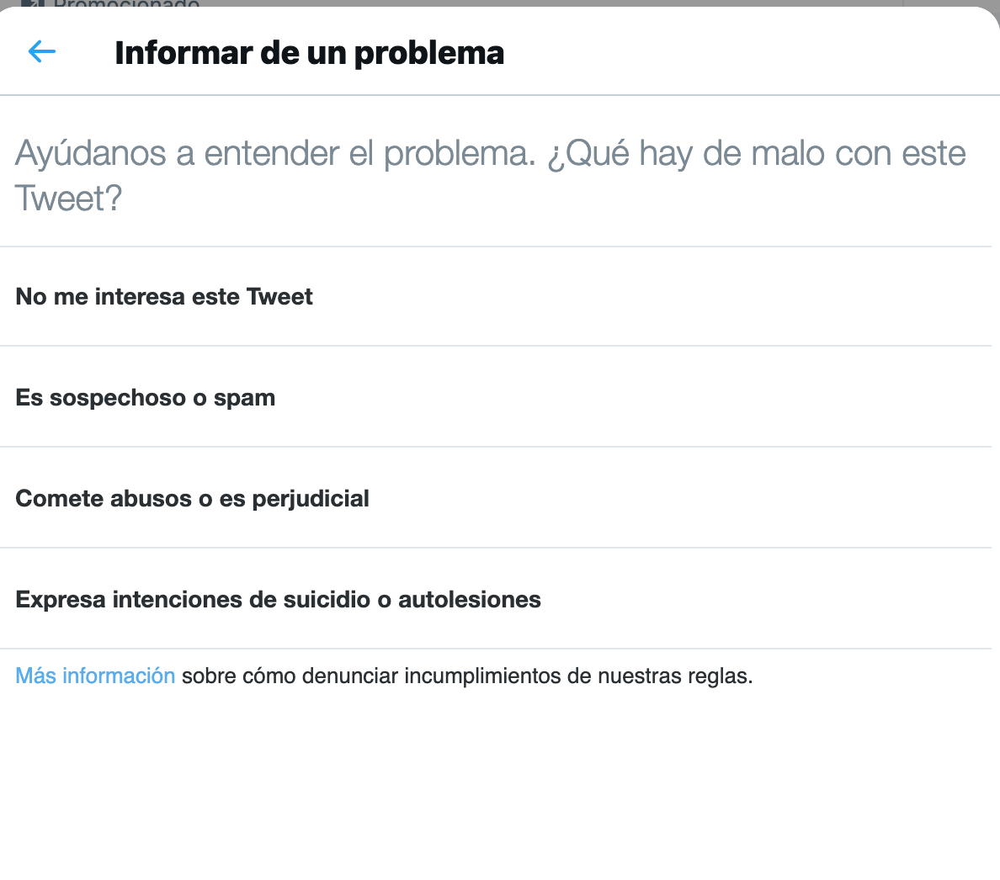 Promocionado
Informar de un problema
Ayúdanos a entender el problema. ¿Qué hay de malo con este
Tweet?
No me interesa este Tweet
Es sospechoso o spam
Comete abusos o es perjudicial
Expresa intenciones de suicidio o autolesiones
Más información sobre cómo denunciar incumplimientos de nuestras reglas.